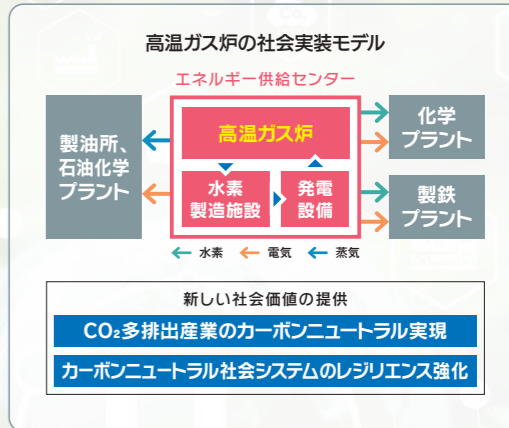 高温ガス炉の社会実装モデル
エネルギー供給センター
製油所、
石油化学
プラント
高温ガス炉
水素
製造施設
発電
設備
化学
プラント
製鉄
プラント
水素 電気 蒸気
新しい社会価値の提供
CO₂多排出産業のカーボンニュートラル実現
カーボンニュートラル社会システムのレジリエンス強化